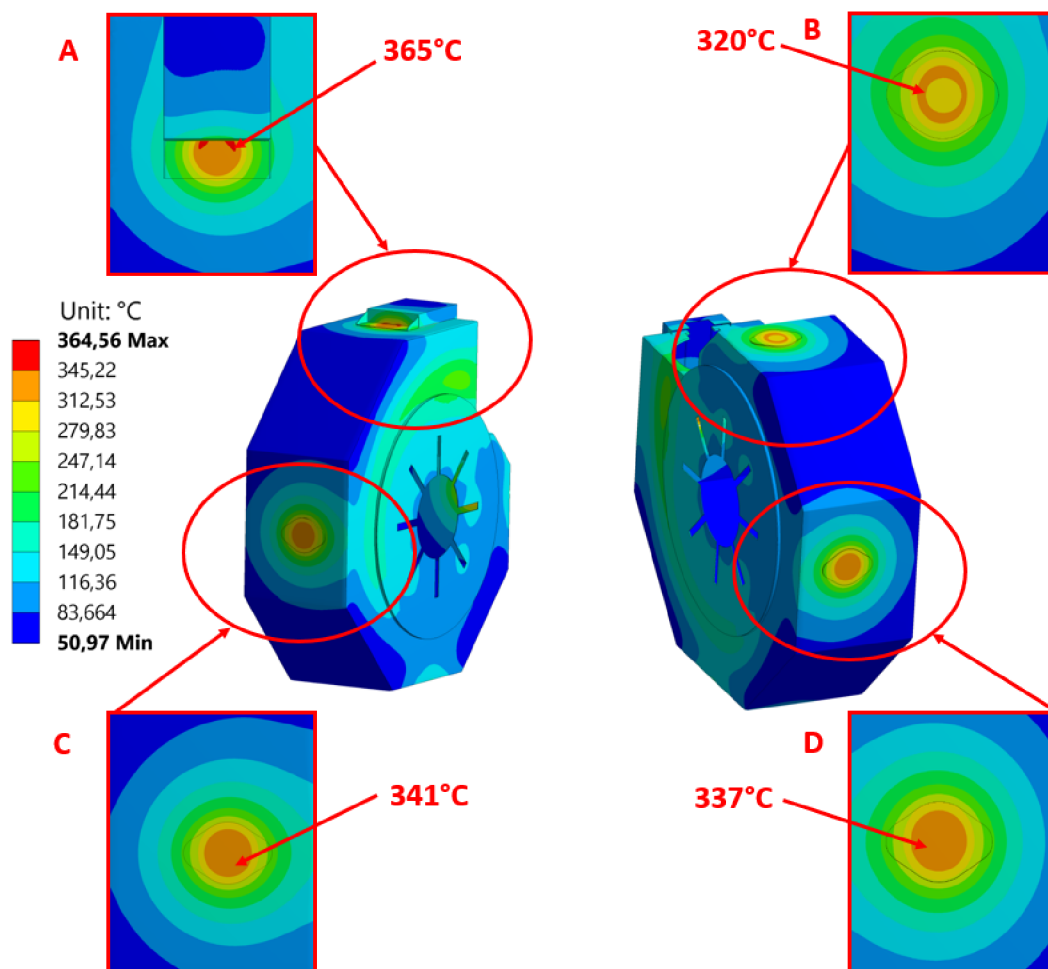 A
365°C
B
320°C
Unit: °C
364,56 Max
345,22
312,53
279,83
247,14
214,44
181,75
149,05
116,36
83,664
50,97 Min
C
341°C
D
337°C